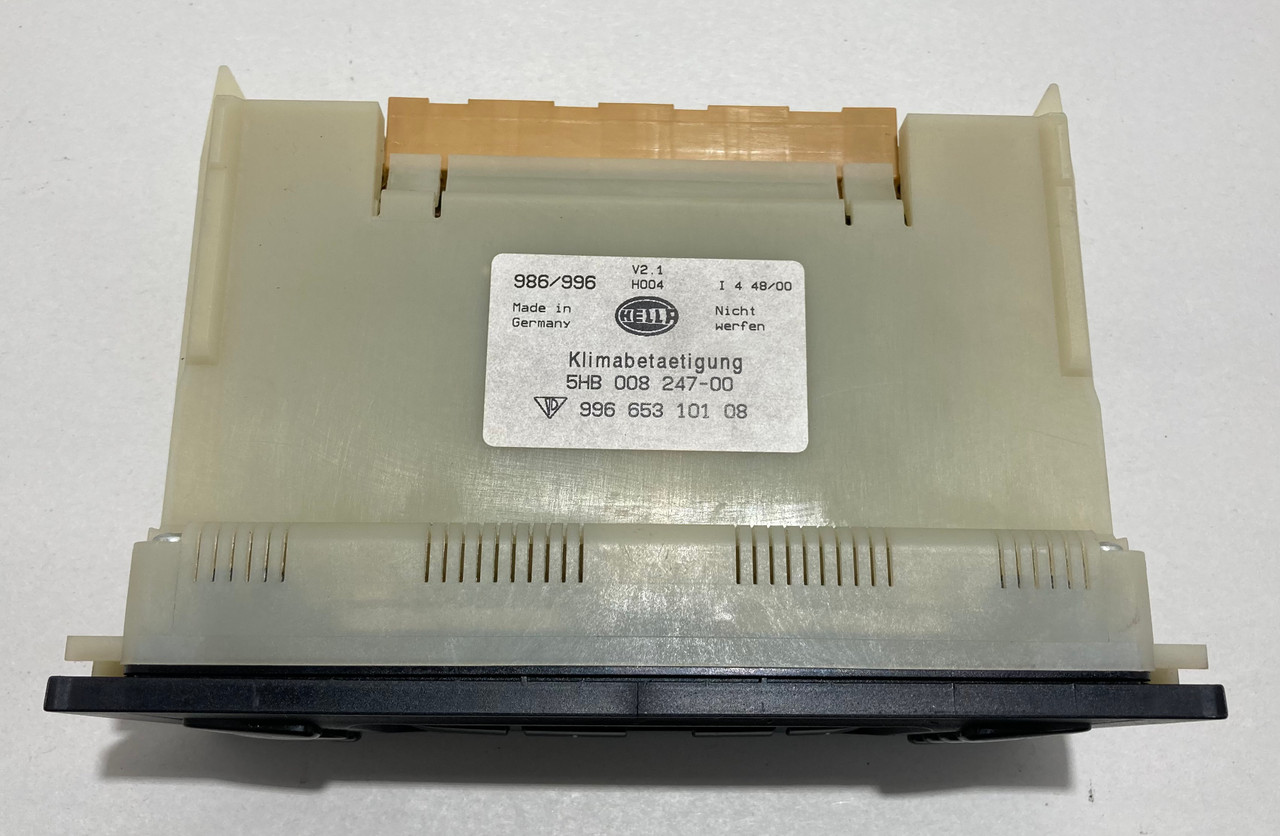 986/996 V2.1 H004 I 4 48/00
Made in Germany
HELLA
Nicht werfen
Klimabetaetigung
5HB 008 247-00
996 653 101 08